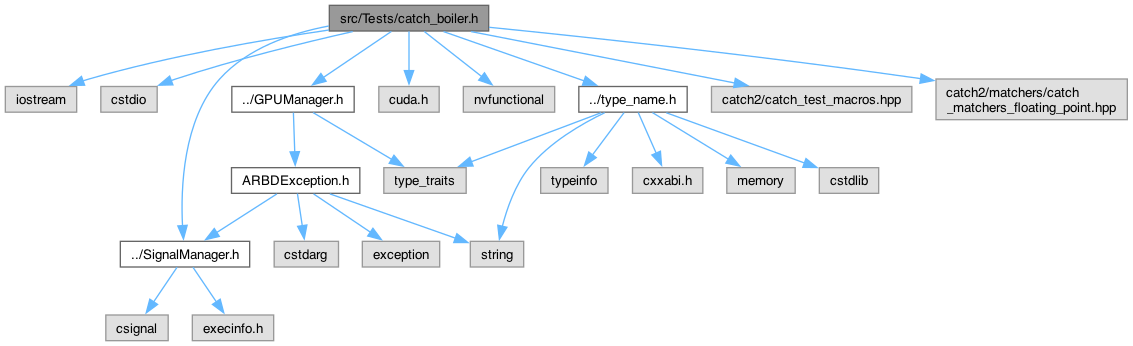 src/Tests/catch_boiler.h
iostream
cstdio
../GPUManager.h
cuda.h
nvfunctional
../type_name.h
catch2/catch_test_macros.hpp
catch2/matchers/catch
_matchers_floating_point.hpp
ARBDException.h
type_traits
typeinfo
cxxabi.h
memory
cstdlib
../SignalManager.h
cstdarg
exception
string
csignal
execinfo.h